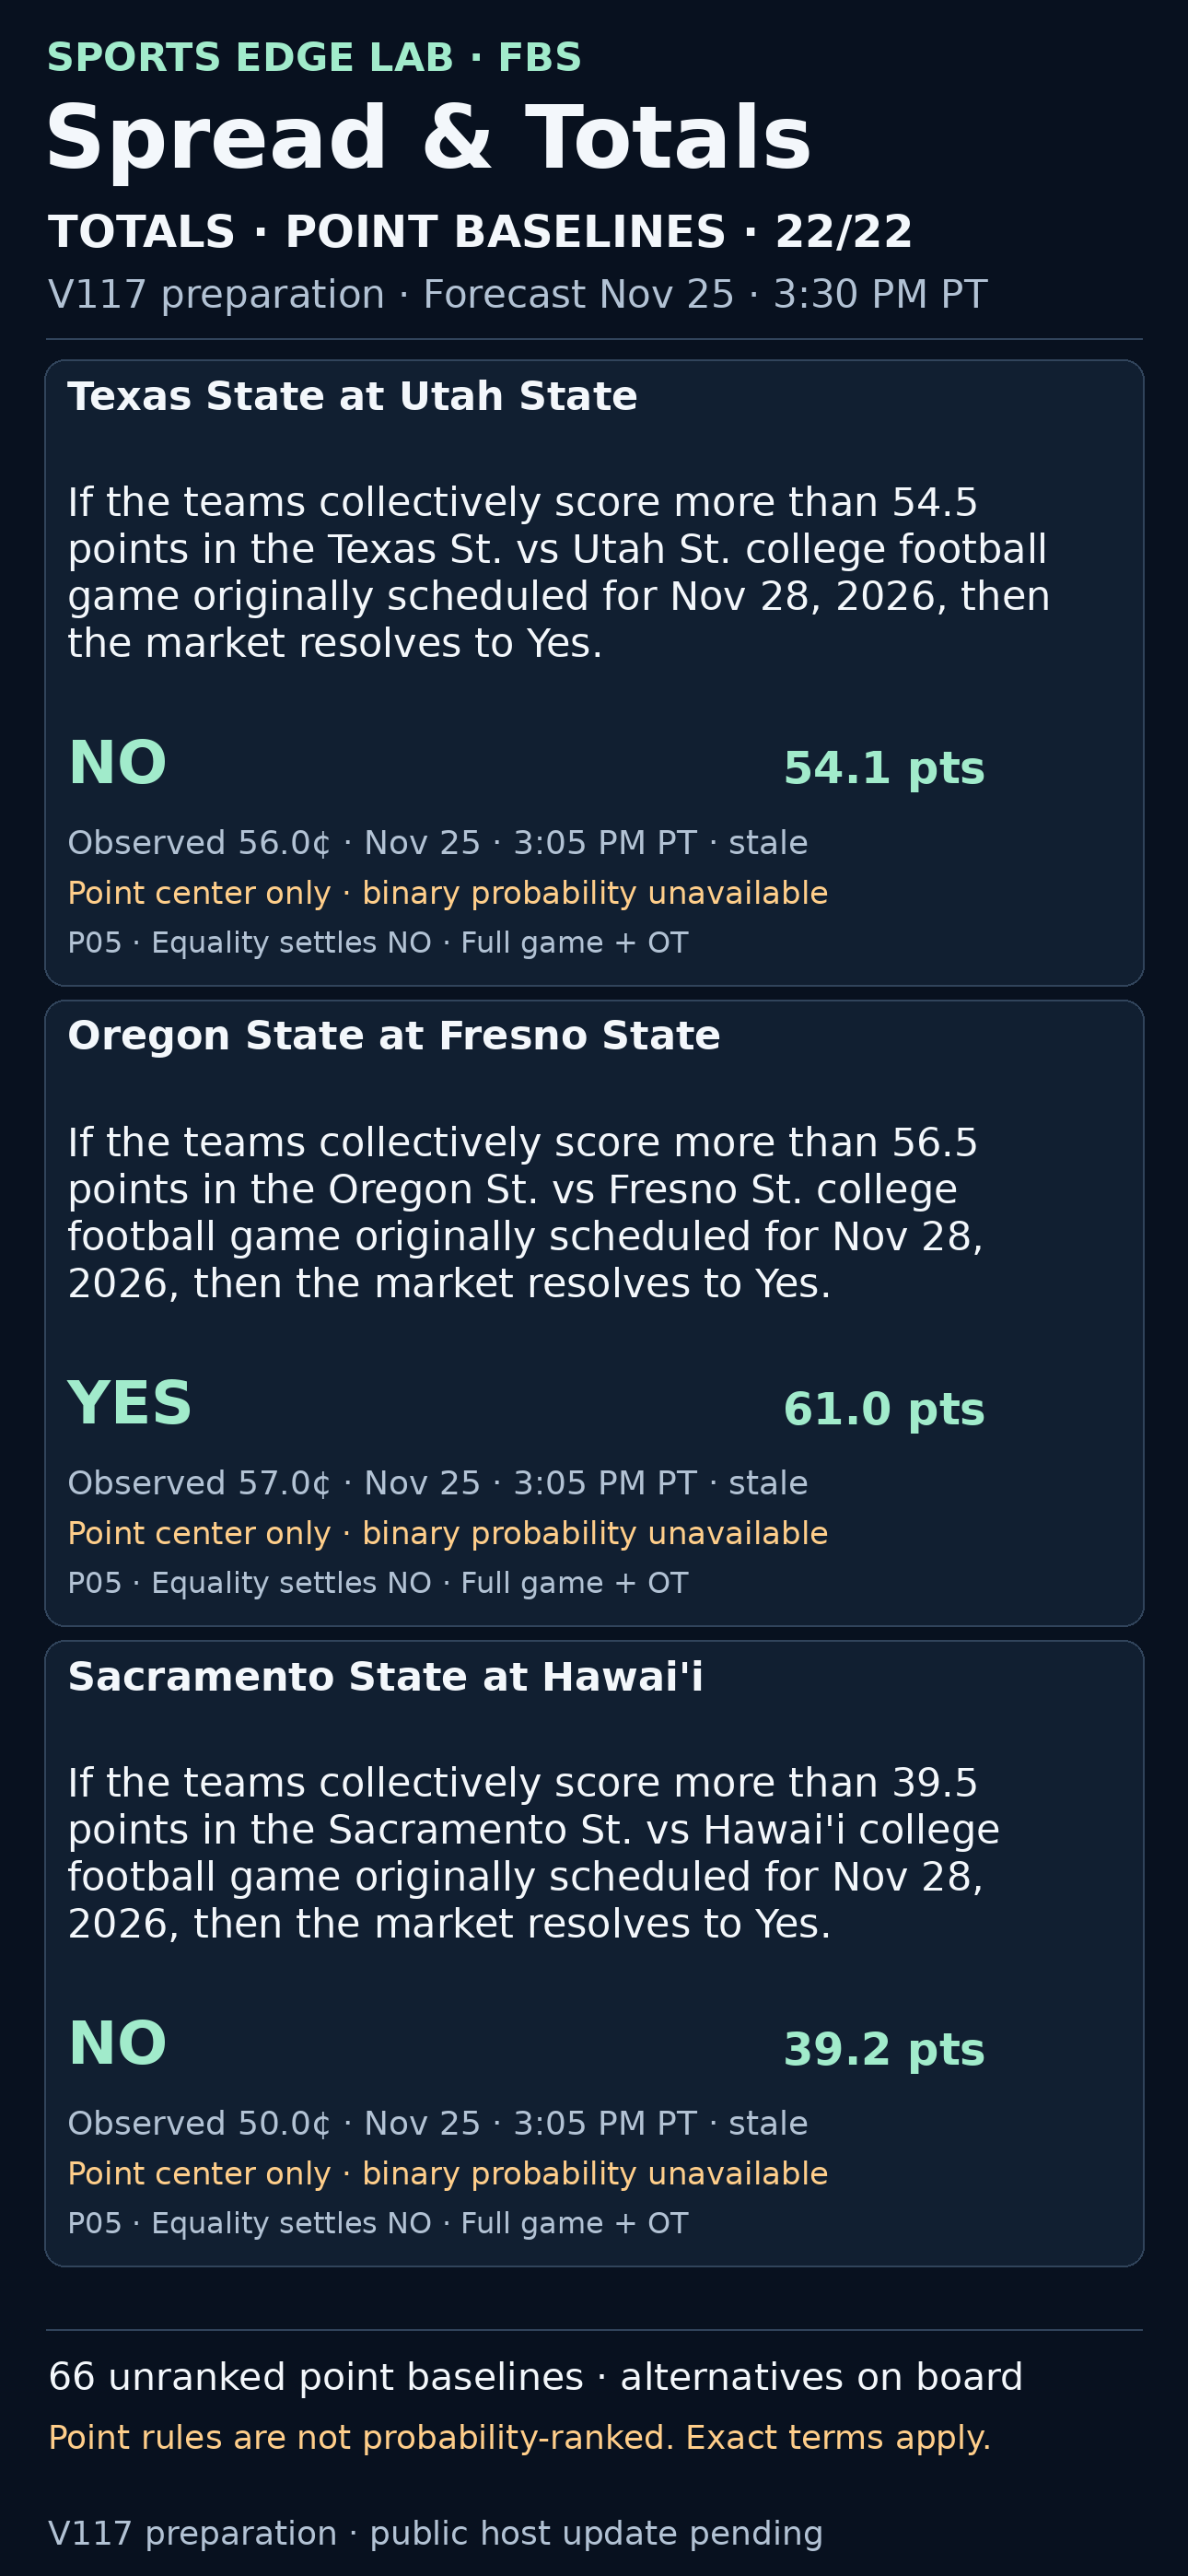 SPORTS EDGE LAB · FBS
Spread & Totals
TOTALS · POINT BASELINES · 22/22
V117 preparation · Forecast Nov 25 · 3:30 PM PT
Texas State at Utah State
If the teams collectively score more than 54.5
points in the Texas St. vs Utah St. college football
game originally scheduled for Nov 28, 2026, then
the market resolves to Yes.
NO 54.1 pts
Observed 56.0¢ · Nov 25 · 3:05 PM PT · stale
Point center only · binary probability unavailable
P05 · Equality settles NO · Full game + OT
Oregon State at Fresno State
If the teams collectively score more than 56.5
points in the Oregon St. vs Fresno St. college
football game originally scheduled for Nov 28,
2026, then the market resolves to Yes.
YES 61.0 pts
Observed 57.0¢ · Nov 25 · 3:05 PM PT · stale
Point center only · binary probability unavailable
P05 · Equality settles NO · Full game + OT
Sacramento State at Hawai'i
If the teams collectively score more than 39.5
points in the Sacramento St. vs Hawai'i college
football game originally scheduled for Nov 28,
2026, then the market resolves to Yes.
NO 39.2 pts
Observed 50.0¢ · Nov 25 · 3:05 PM PT · stale
Point center only · binary probability unavailable
P05 · Equality settles NO · Full game + OT
66 unranked point baselines · alternatives on board
Point rules are not probability-ranked. Exact terms apply.
V117 preparation · public host update pending